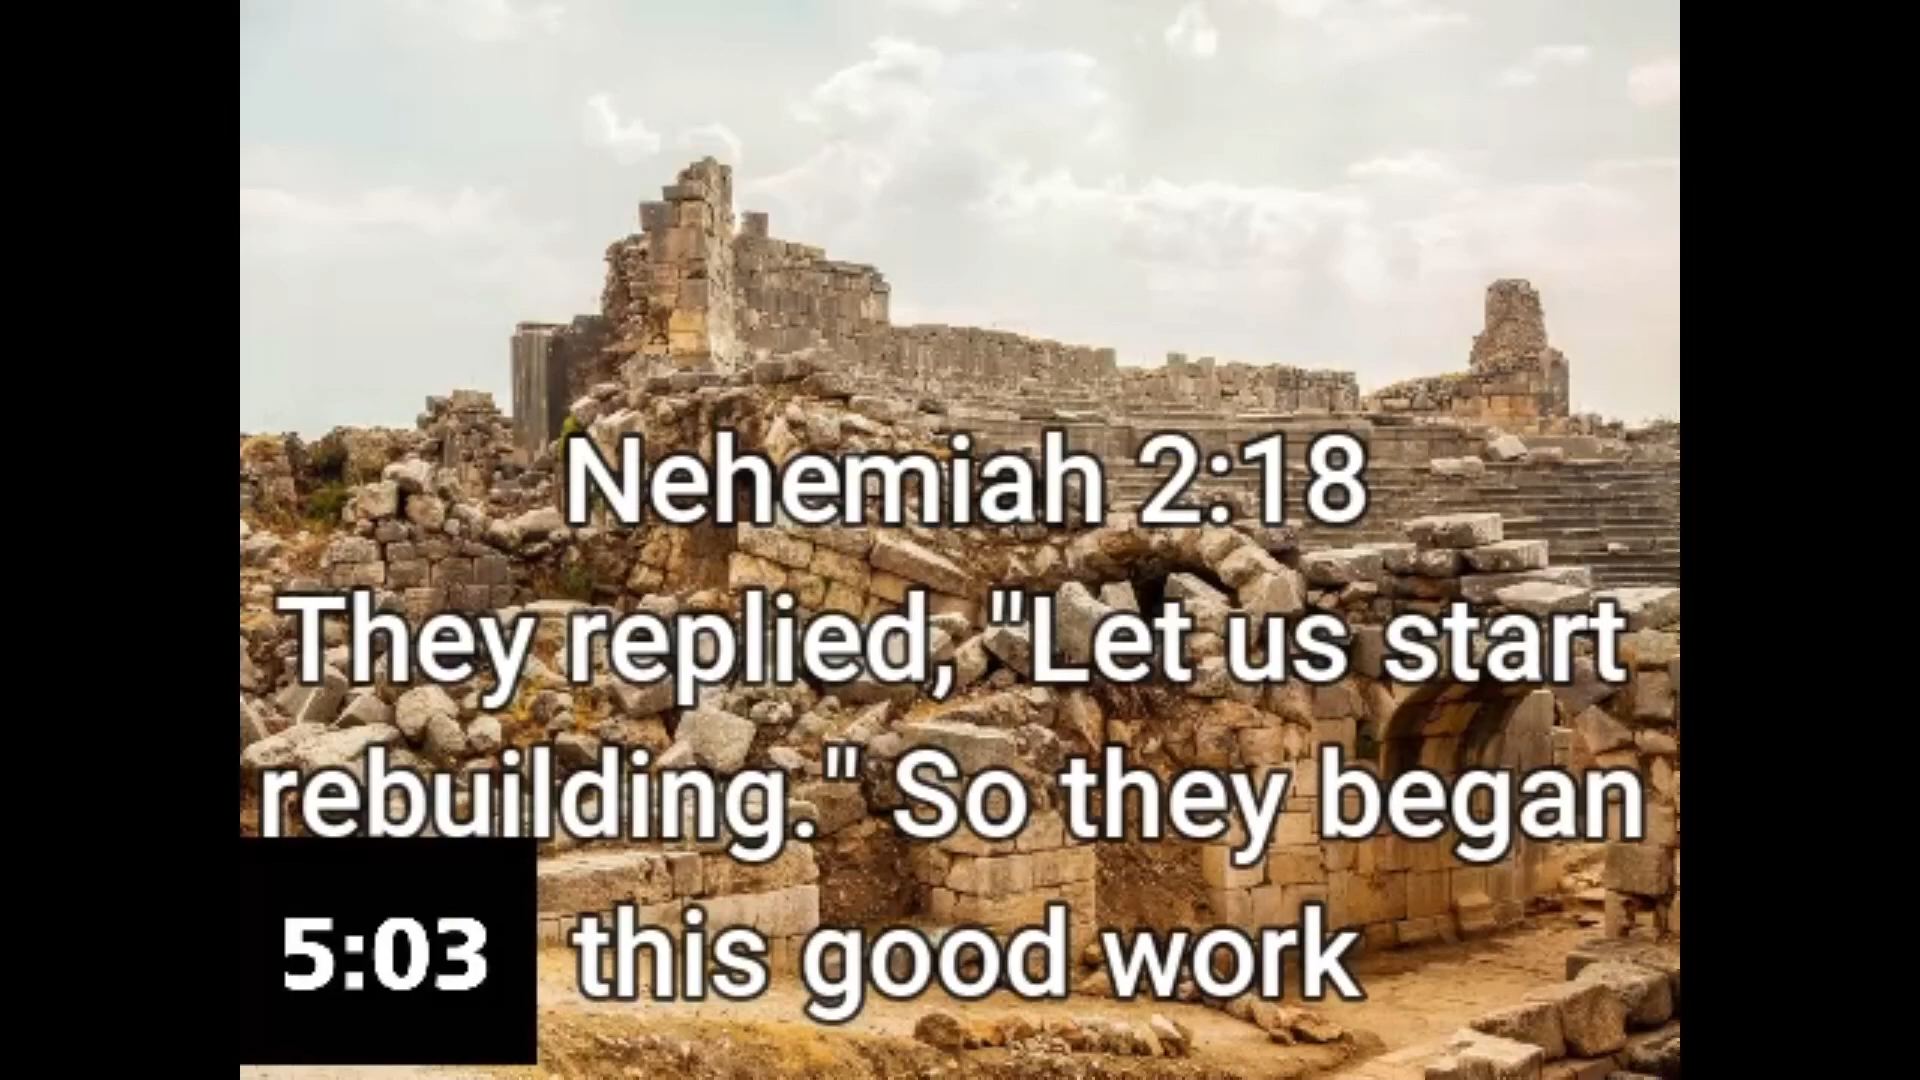 Nehemiah 2:18
They replied, "Let us start
rebuilding." So they began
this good work
5:03